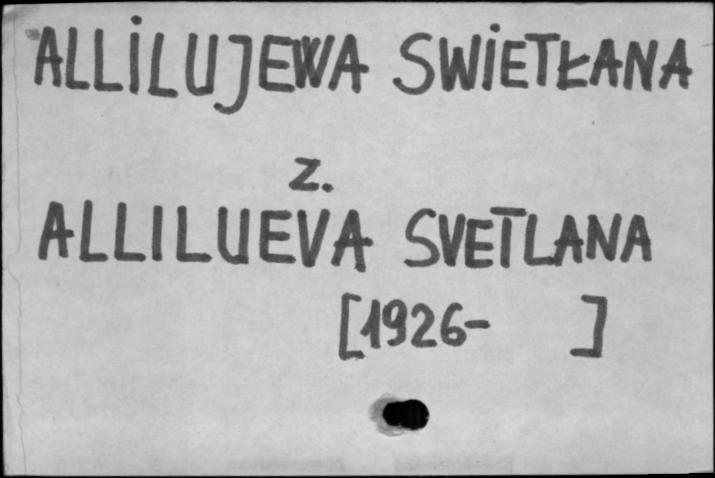 ALLILUJEWA SWIETŁANA
z.
ALLILUEVA SVETLANA
[1926- ]